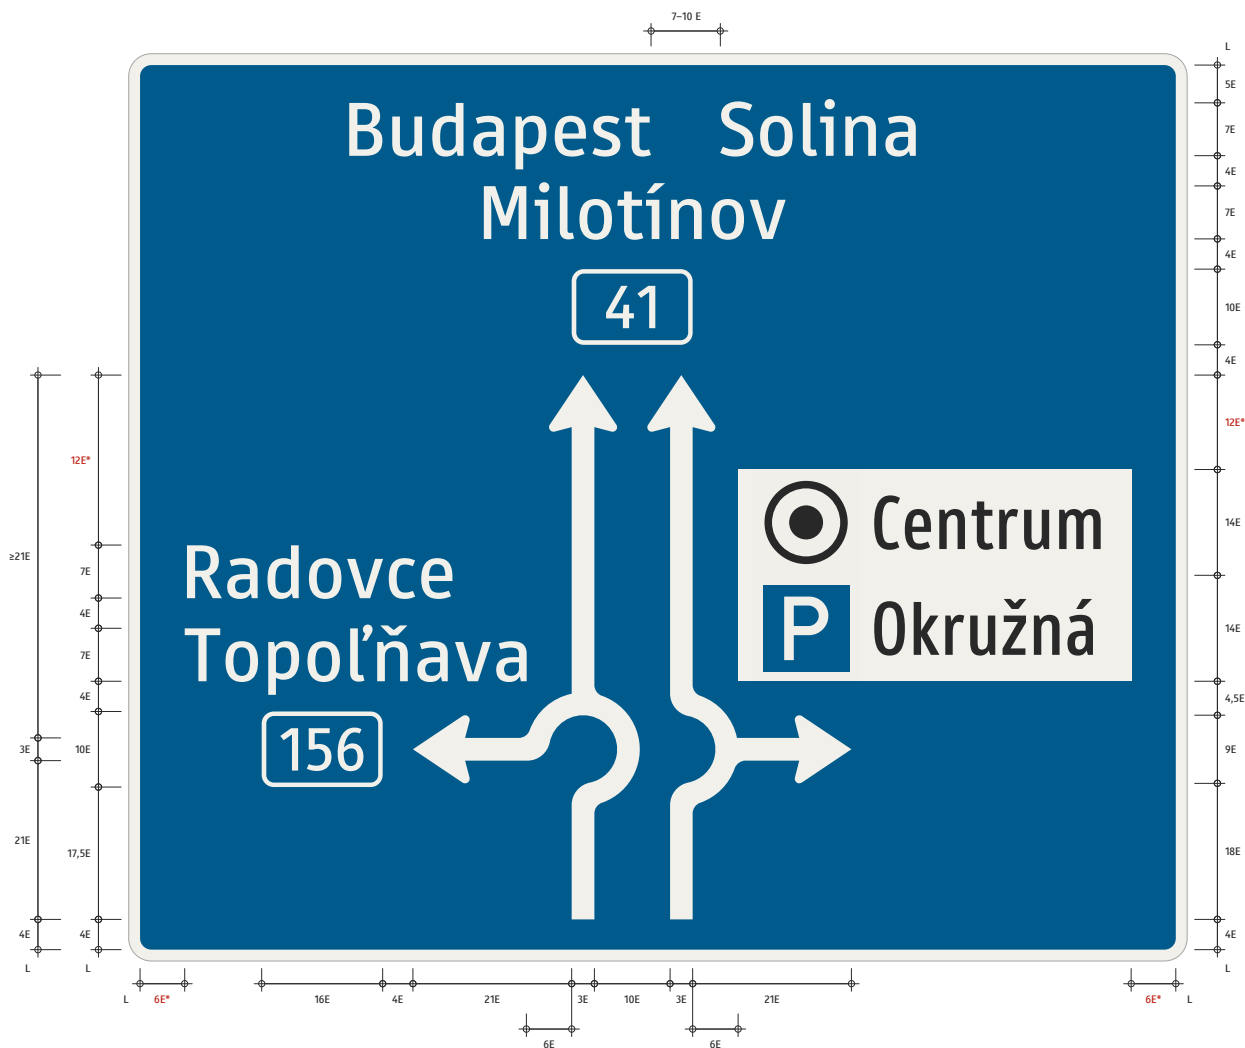 7–10 E
L
Budapest Solina
Milotínov
41
5E
7E
4E
7E
4E
10E
4E
12E*
14E
14E
4,5E
9E
18E
4E
L
≥21E
3E
21E
4E
L
12E*
7E
4E
7E
4E
10E
17,5E
4E
L
Radovce
Topoľňava
156
Centrum
P Okružná
L
6E*
16E
4E
21E
3E
10E
3E
21E
6E*
L
6E
6E